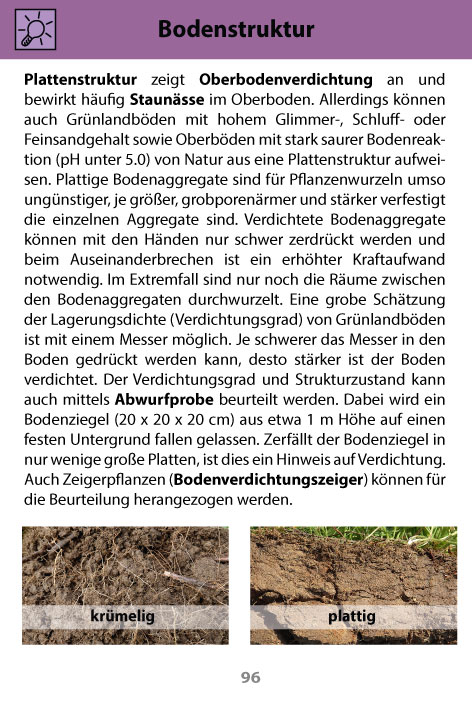 Bodenstruktur
Plattenstruktur zeigt Oberbodenverdichtung an und
bewirkt häufig Staunässe im Oberboden. Allerdings können
auch Grünlandböden mit hohem Glimmer-, Schluff- oder
Feinsandgehalt sowie Oberböden mit stark saurer Bodenreak-
tion (pH unter 5.0) von Natur aus eine Plattenstruktur aufwei-
sen. Plattige Bodenaggregate sind für Pflanzenwurzeln umso
ungünstiger, je größer, grobporenärmer und stärker verfestigt
die einzelnen Aggregate sind. Verdichtete Bodenaggregate
können mit den Händen nur schwer zerdrückt werden und
beim Auseinanderbrechen ist ein erhöhter Kraftaufwand
notwendig. Im Extremfall sind nur noch die Räume zwischen
den Bodenaggregaten durchwurzelt. Eine grobe Schätzung
der Lagerungsdichte (Verdichtungsgrad) von Grünlandböden
ist mit einem Messer möglich. Je schwerer das Messer in den
Boden gedrückt werden kann, desto stärker ist der Boden
verdichtet. Der Verdichtungsgrad und Strukturzustand kann
auch mittels Abwurfprobe beurteilt werden. Dabei wird ein
Bodenziegel (20 x 20 x 20 cm) aus etwa 1 m Höhe auf einen
festen Untergrund fallen gelassen. Zerfällt der Bodenziegel in
nur wenige große Platten, ist dies ein Hinweis auf Verdichtung.
Auch Zeigerpflanzen (Bodenverdichtungszeiger) können für
die Beurteilung herangezogen werden.
krümelig
plattig
96